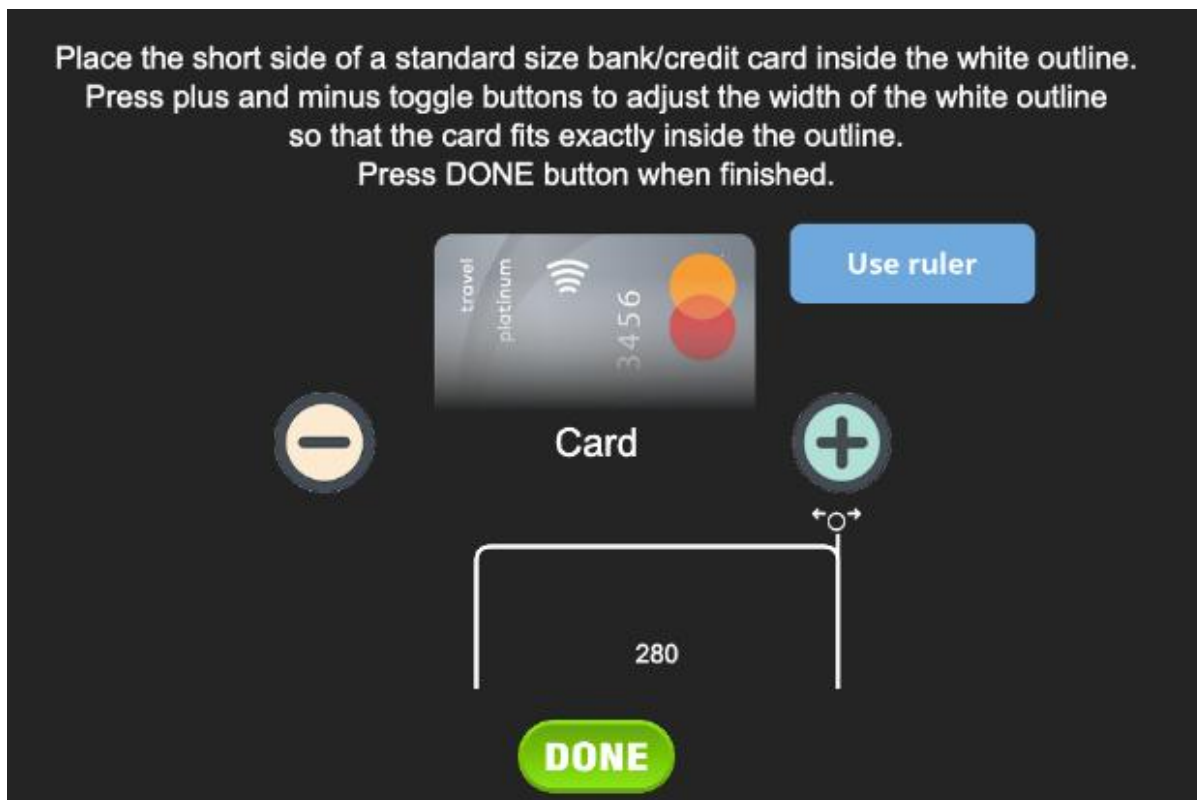 Place the short side of a standard size bank/credit card inside the white outline.
Press plus and minus toggle buttons to adjust the width of the white outline
so that the card fits exactly inside the outline.
Press DONE button when finished.
travel
platinum
3456
Use ruler
Card
280
DONE